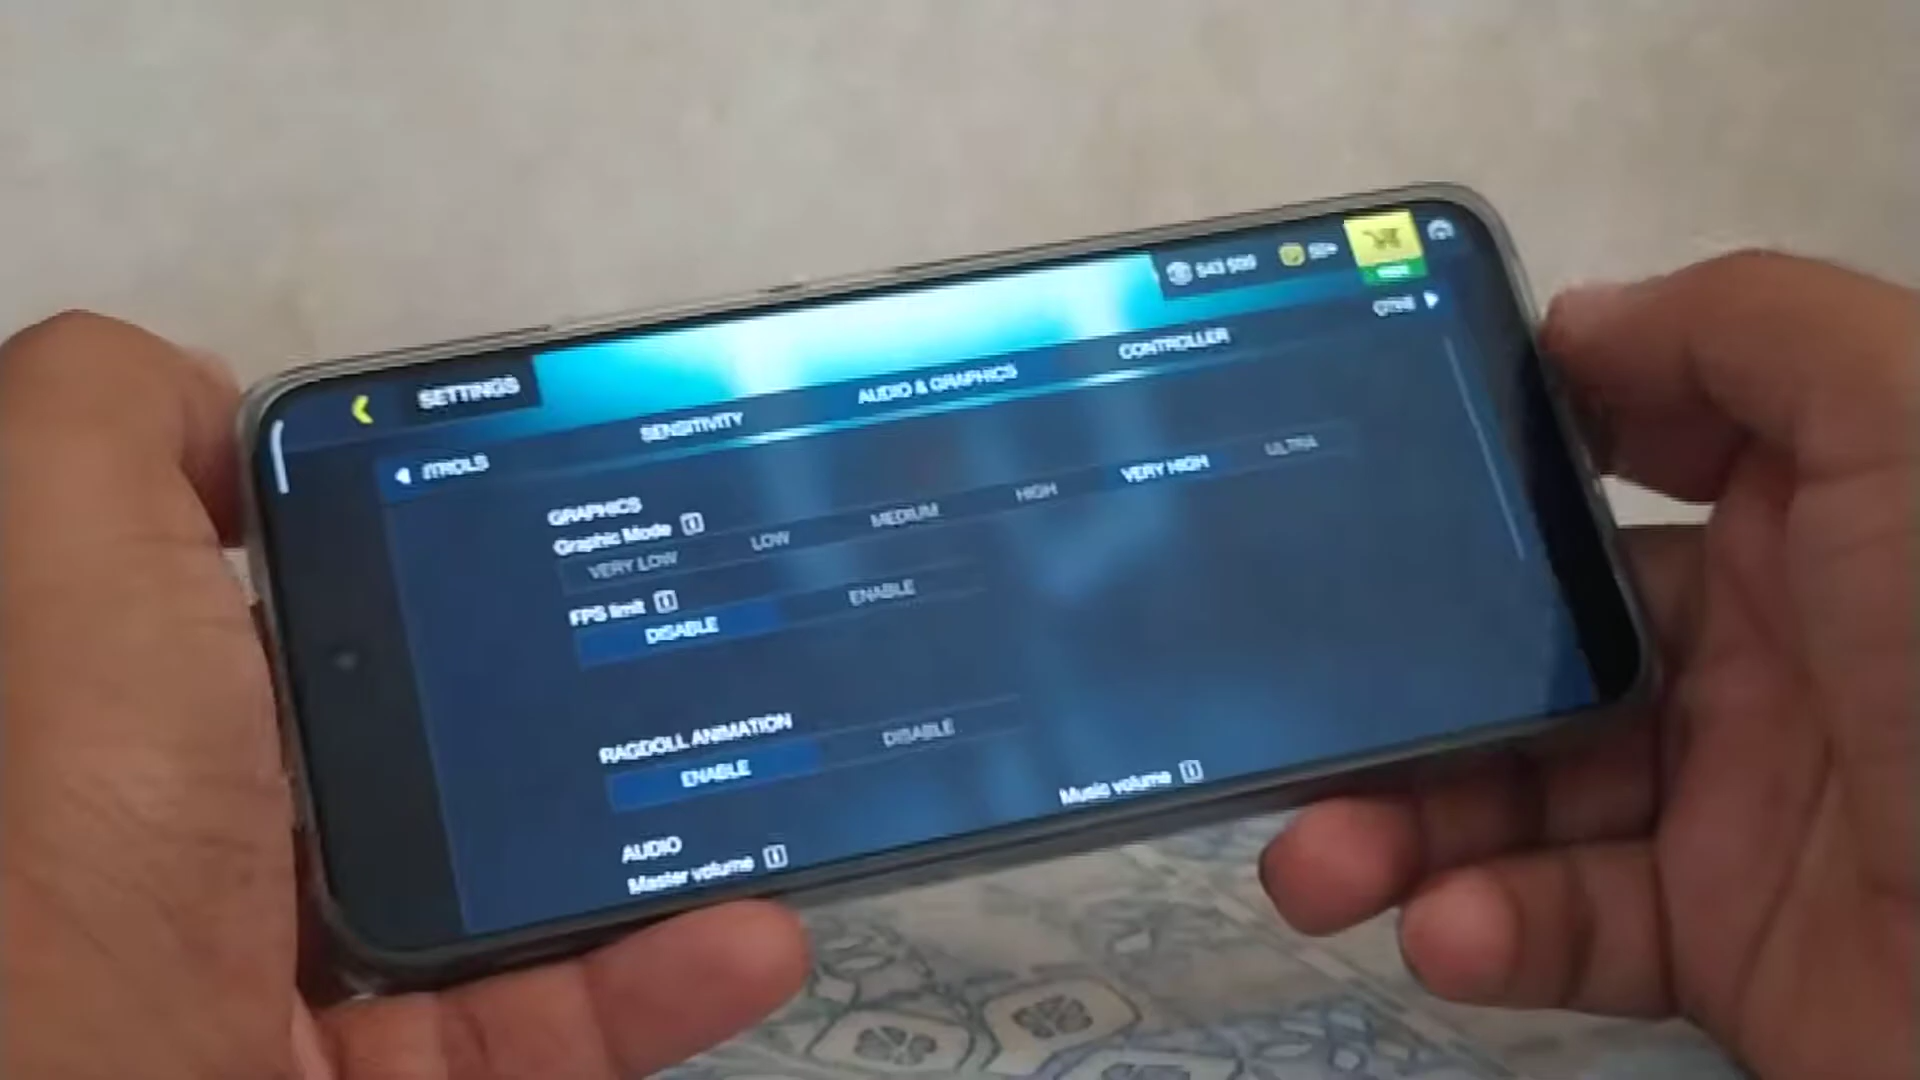 SETTINGS
ITROLS
SENSITIVITY
AUDIO & GRAPHICS
CONTROLLER
GRAPHICS
Graphic Mode
VERY LOW
LOW
MEDIUM
HIGH
VERY HIGH
ULTRA
FPS limit
DISABLE
ENABLE
RAGDOLL ANIMATION
ENABLE
DISABLE
AUDIO
Master volume
Music volume